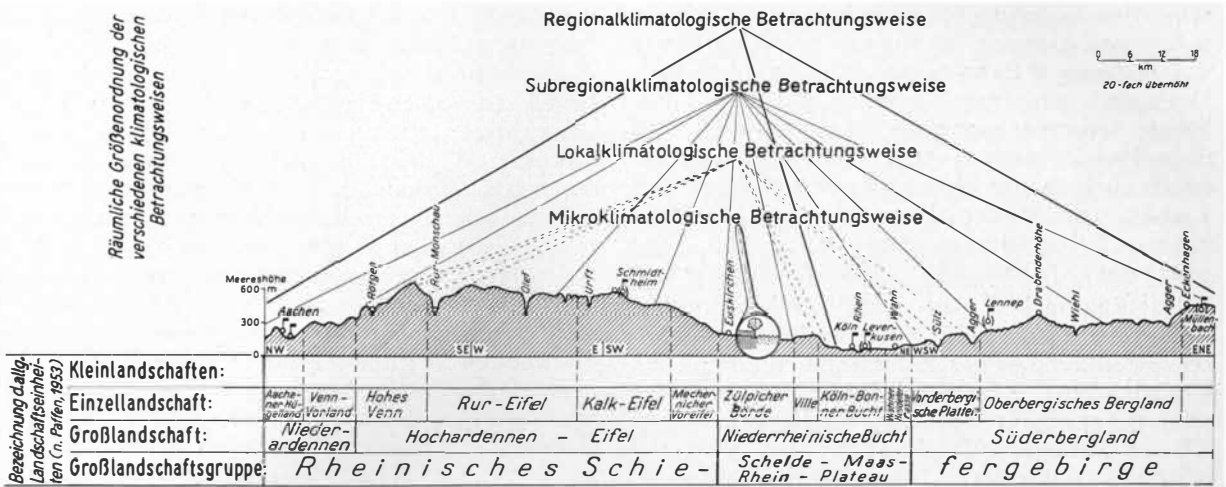 Regionalklimatologische Betrachtungsweise
Subregionalklimatologische Betrachtungsweise
Lokalklimatologische Betrachtungsweise
Mikroklimatologische Betrachtungsweise
Räumliche Größenordnung der
verschiedenen klimatologischen
Betrachtungsweisen
0 6 12 18
km
20-fach überhöht
Meereshöhe
m
600
300
0
Aachen
Rörgen
Rur-Monschau
Olef
Urft
Schmidt-
heim
Euskirchen
Köln
Rhein
Lever-
kusen
Wahn
Sülz
Agger
Lennep
Drabenderhöhe
Wiehl
Agger
Eckenhagen
Müllen-
bach
NW
SE W
E SW
NE WSW
ENE
Bezeichnung d. allg.
Landschaftseinhei-
ten (n. Paffen, 1953)
Kleinlandschaften:
Einzellandschaft:
Aache-
ner Hü-
gelland
Venn-
Vorland
Hohes
Venn
Rur-Eifel
Kalk-Eifel
Mecher-
nicher
Voreifel
Zülpicher
Börde
Ville
Köln-Bon-
ner Bucht
Vorderbergi-
sche Platten
Oberbergisches Bergland
Großlandschaft:
Nieder-
ardennen
Hochardennen - Eifel
Niederrheinische Bucht
Süderbergland
Großlandschaftsgruppe:
Rheinisches Schie-
Schelde - Maas-
Rhein - Plateau
fergebirge